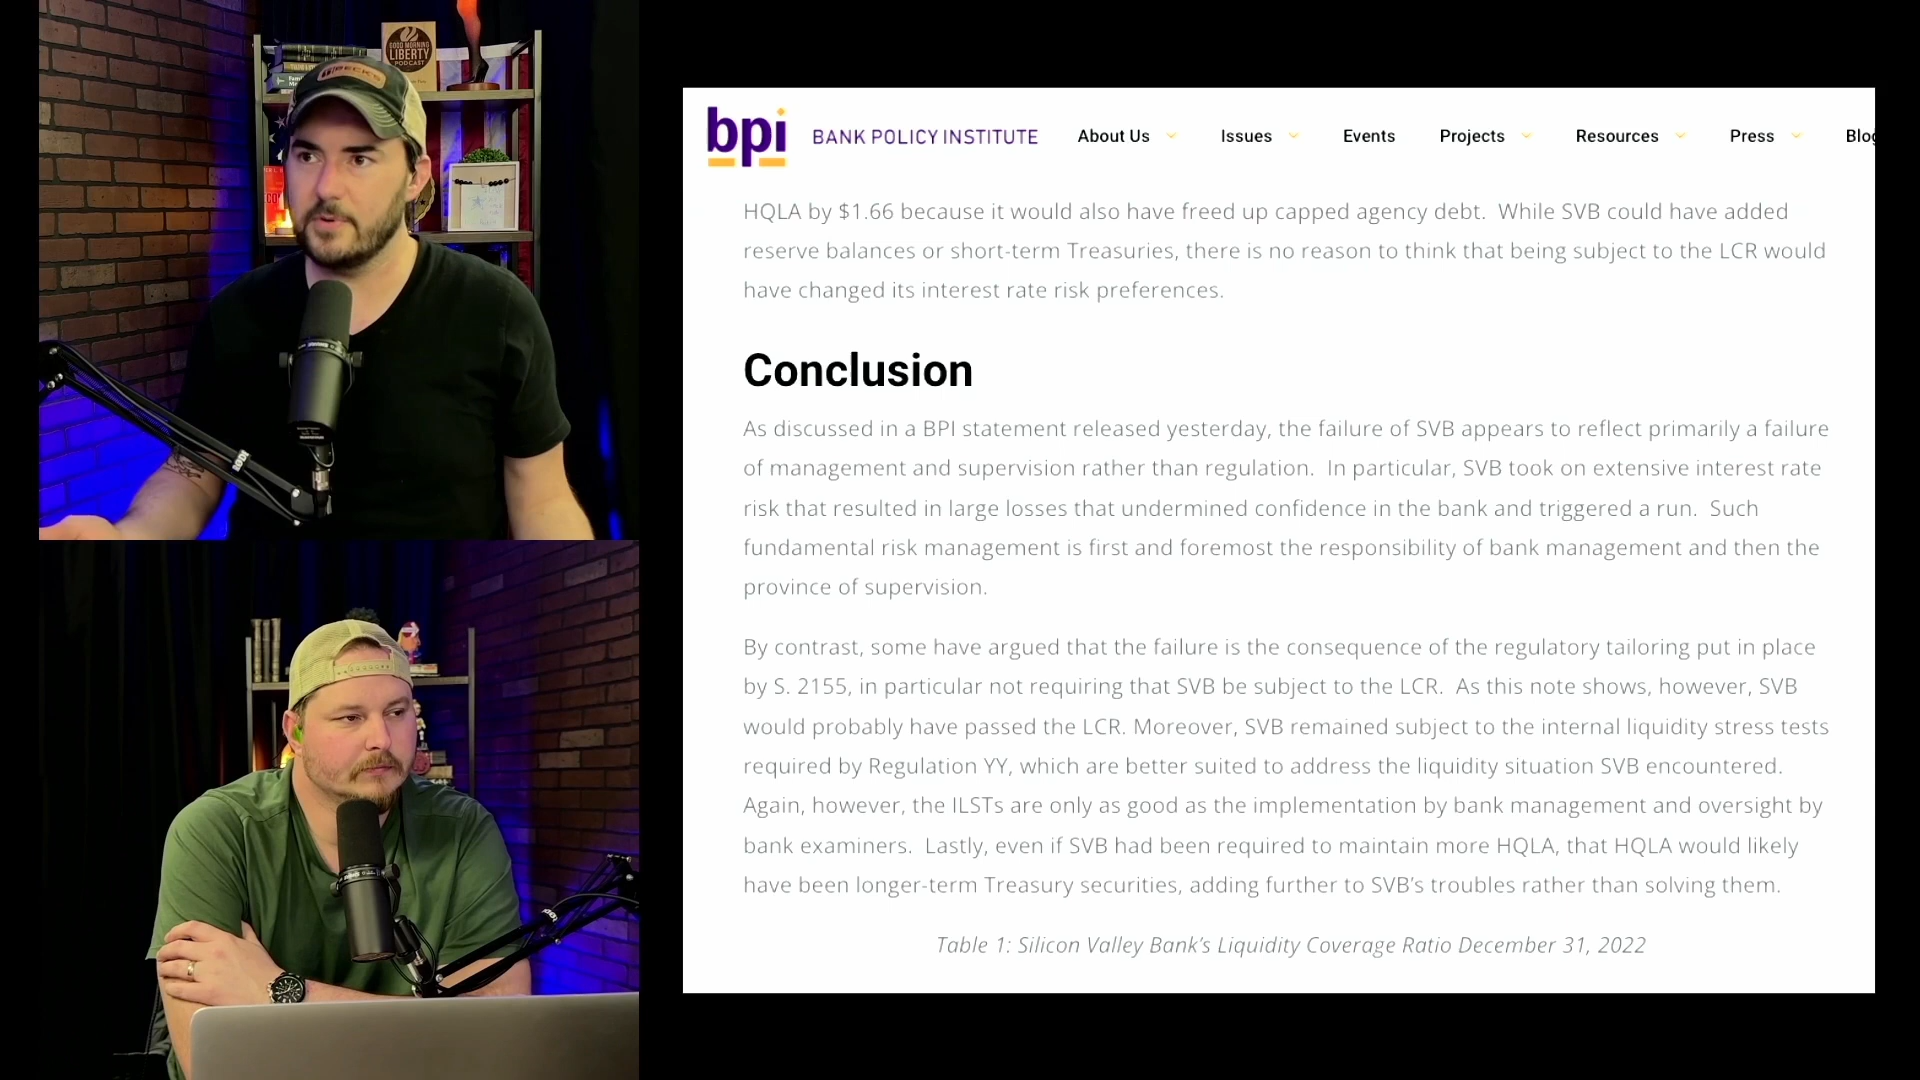 GOOD MORNING
LIBERTY
PODCAST
bpi BANK POLICY INSTITUTE About Us Issues Events Projects Resources Press Blog
HQLA by $1.66 because it would also have freed up capped agency debt. While SVB could have added
reserve balances or short-term Treasuries, there is no reason to think that being subject to the LCR would
have changed its interest rate risk preferences.
Conclusion
As discussed in a BPI statement released yesterday, the failure of SVB appears to reflect primarily a failure
of management and supervision rather than regulation. In particular, SVB took on extensive interest rate
risk that resulted in large losses that undermined confidence in the bank and triggered a run. Such
fundamental risk management is first and foremost the responsibility of bank management and then the
province of supervision.
By contrast, some have argued that the failure is the consequence of the regulatory tailoring put in place
by S. 2155, in particular not requiring that SVB be subject to the LCR. As this note shows, however, SVB
would probably have passed the LCR. Moreover, SVB remained subject to the internal liquidity stress tests
required by Regulation YY, which are better suited to address the liquidity situation SVB encountered.
Again, however, the ILSTs are only as good as the implementation by bank management and oversight by
bank examiners. Lastly, even if SVB had been required to maintain more HQLA, that HQLA would likely
have been longer-term Treasury securities, adding further to SVB's troubles rather than solving them.
Table 1: Silicon Valley Bank's Liquidity Coverage Ratio December 31, 2022